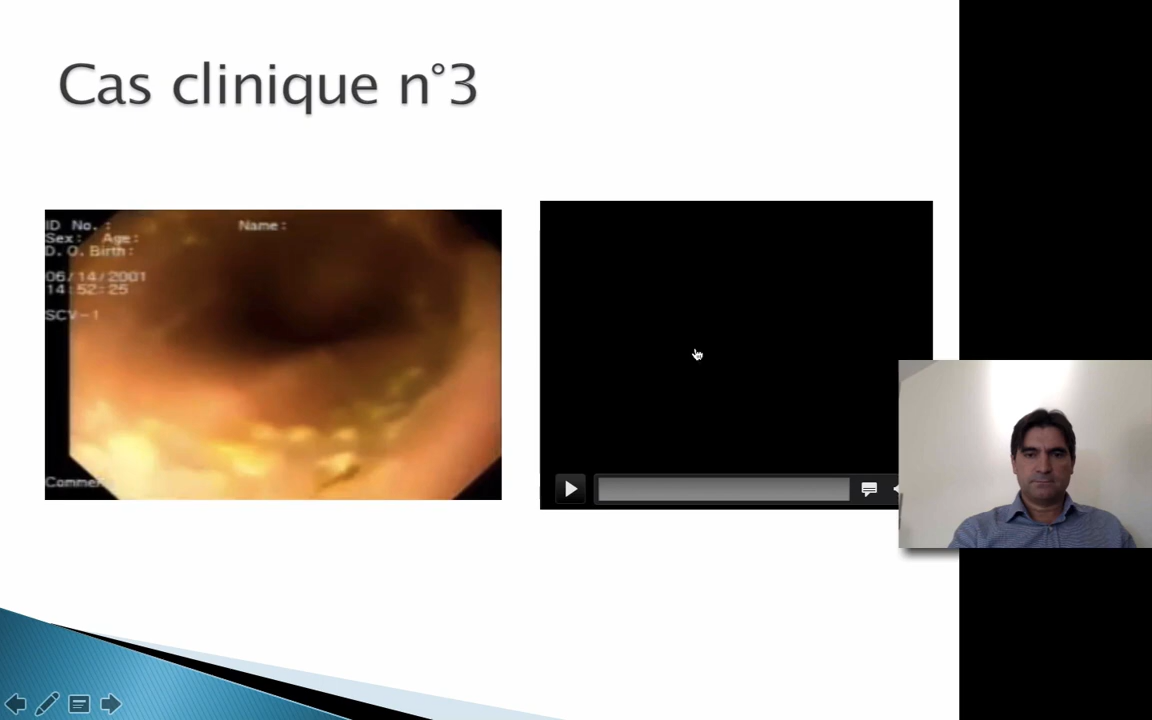 Cas clinique n°3
ID No. :
Name :
Sex: Age:
D. O. Birth:
06/14/2001
14:52:25
SCV-1